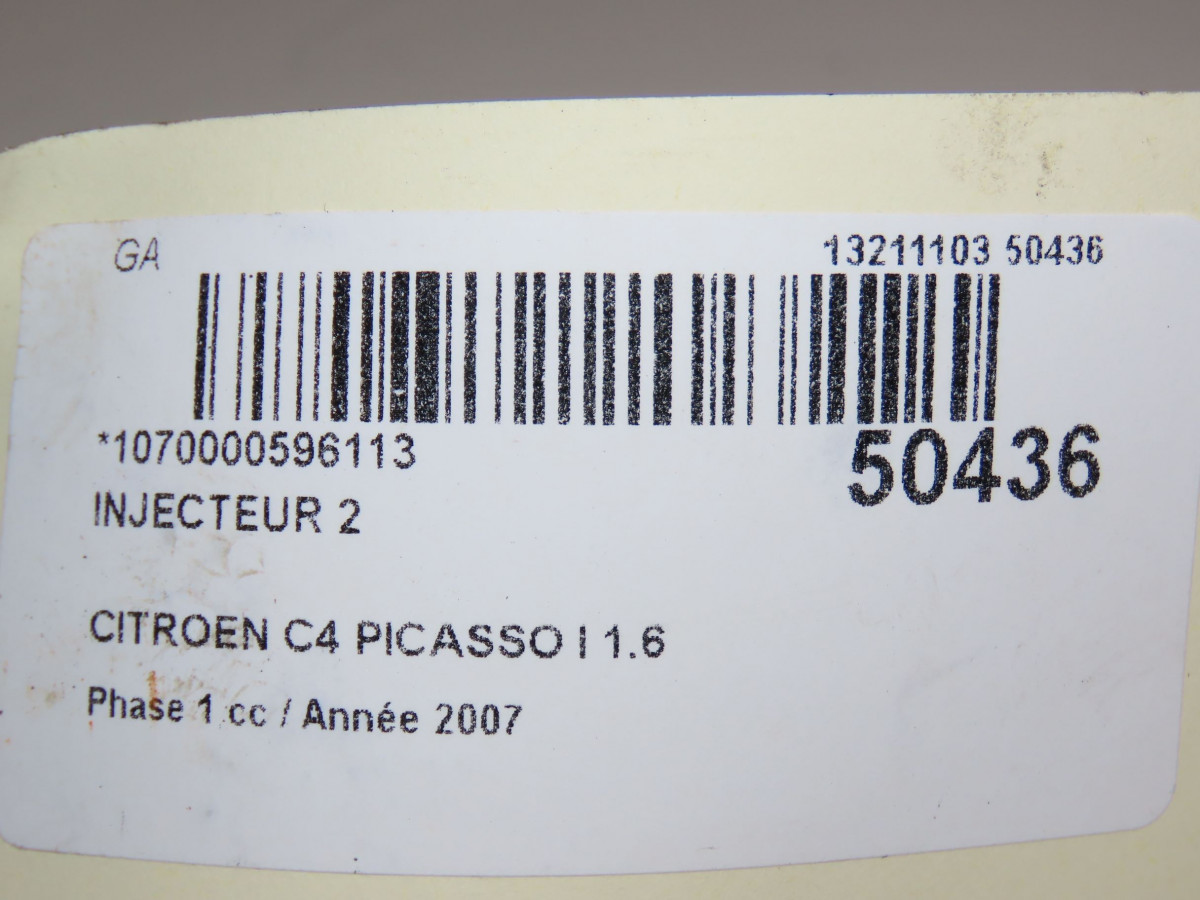 GA
13211103 50436
*1070000596113
50436
INJECTEUR 2
CITROEN C4 PICASSO I 1.6
Phase 1 cc / Année 2007